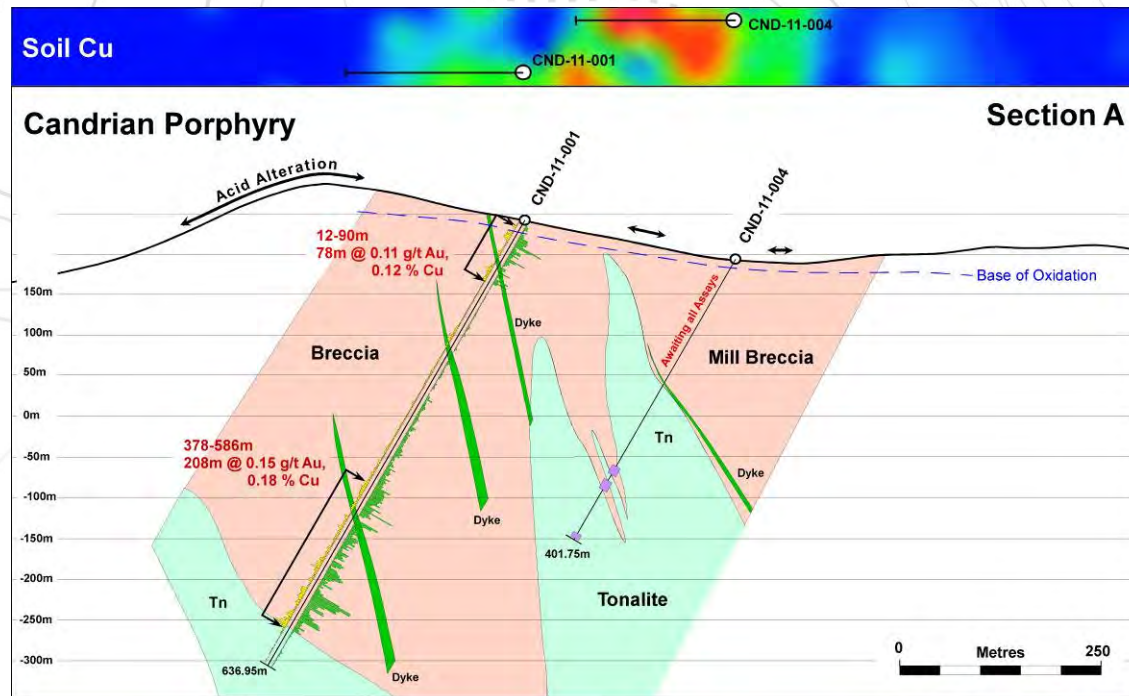 Soil Cu
CND-11-004
CND-11-001
Candrian Porphyry
Section A
Acid Alteration
CND-11-001
CND-11-004
12-90m
78m @ 0.11 g/t Au,
0.12 % Cu
Base of Oxidation
150m
100m
50m
0m
-50m
-100m
-150m
-200m
-250m
-300m
Awaiting all Assays
Dyke
Breccia
Mill Breccia
378-586m
208m @ 0.15 g/t Au,
0.18 % Cu
Tn
Dyke
Dyke
401.75m
Tn
Tonalite
636.95m
Dyke
0 Metres 250